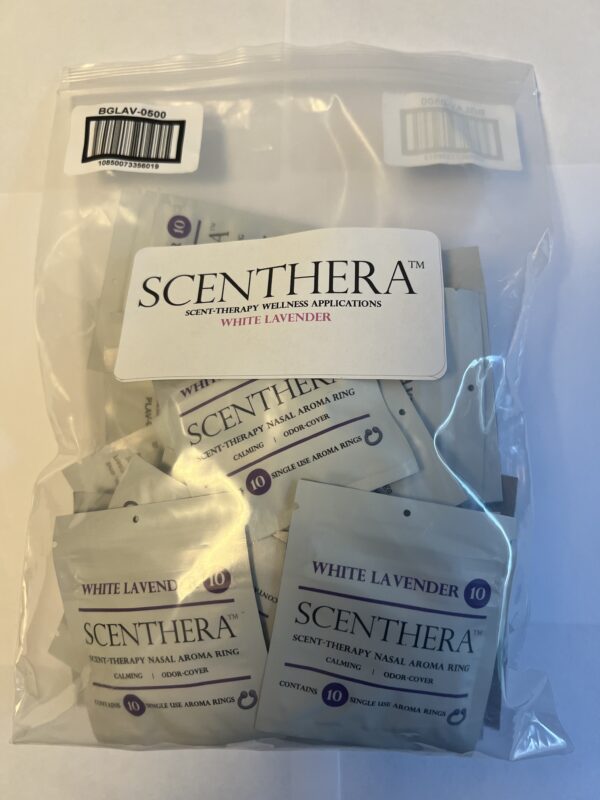 BGLAV-0500
10850073356019
BGLAV-0500
10
SCENTHERA™
SCENT-THERAPY WELLNESS APPLICATIONS
WHITE LAVENDER
SCENTHERA
SCENT-THERAPY NASAL AROMA RING
CALMING | ODOR-COVER
10 SINGLE USE AROMA RINGS
WHITE LAVENDER 10
SCENTHERA™
SCENT-THERAPY NASAL AROMA RING
CALMING | ODOR-COVER
CONTAINS 10 SINGLE USE AROMA RINGS
WHITE LAVENDER 10
SCENTHERA™
SCENT-THERAPY NASAL AROMA RING
CALMING | ODOR-COVER
CONTAINS 10 SINGLE USE AROMA RINGS